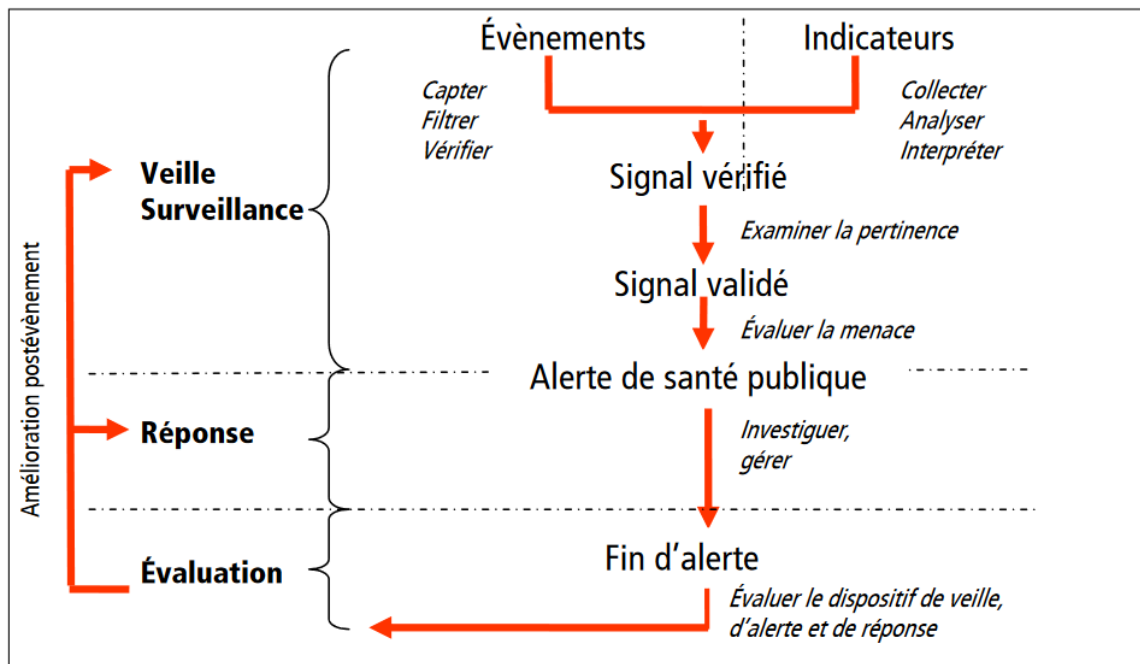 Évènements
Indicateurs
Capter
Filtrer
Vérifier
Collecter
Analyser
Interpréter
Veille
Surveillance
Signal vérifié
Examiner la pertinence
Signal validé
Évaluer la menace
Alerte de santé publique
Réponse
Investiguer,
gérer
Fin d’alerte
Évaluation
Évaluer le dispositif de veille,
d’alerte et de réponse
Amélioration postévènement